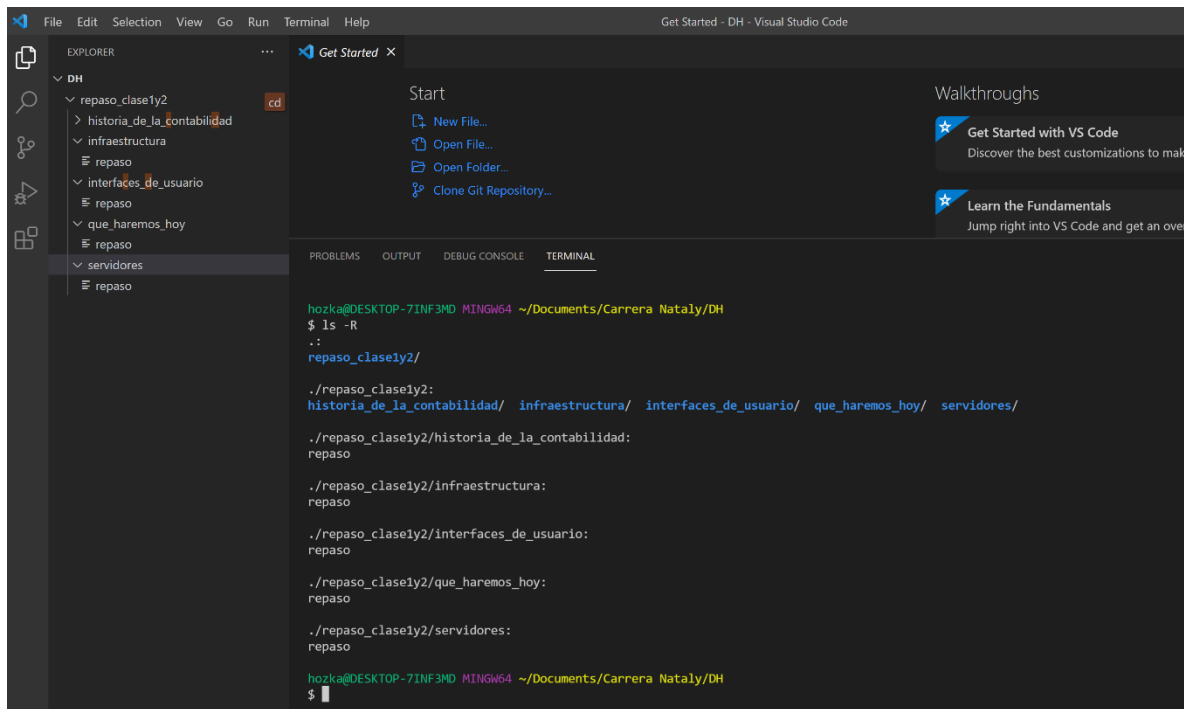 File Edit Selection View Go Run Terminal Help Get Started - DH - Visual Studio Code
EXPLORER ...
DH
repaso_clase1y2
cd
historia_de_la_contabilidad
infraestructura
repaso
interfaces_de_usuario
repaso
que_haremos_hoy
repaso
servidores
repaso
Get Started
Start
New File...
Open File...
Open Folder...
Clone Git Repository...
Walkthroughs
Get Started with VS Code
Discover the best customizations to mak
Learn the Fundamentals
Jump right into VS Code and get an ove
PROBLEMS OUTPUT DEBUG CONSOLE TERMINAL
hozka@DESKTOP-7INF3MD MINGW64 ~/Documents/Carrera Nataly/DH
$ ls -R
.:
repaso_clase1y2/
./repaso_clase1y2:
historia_de_la_contabilidad/ infraestructura/ interfaces_de_usuario/ que_haremos_hoy/ servidores/
./repaso_clase1y2/historia_de_la_contabilidad:
repaso
./repaso_clase1y2/infraestructura:
repaso
./repaso_clase1y2/interfaces_de_usuario:
repaso
./repaso_clase1y2/que_haremos_hoy:
repaso
./repaso_clase1y2/servidores:
repaso
hozka@DESKTOP-7INF3MD MINGW64 ~/Documents/Carrera Nataly/DH
$